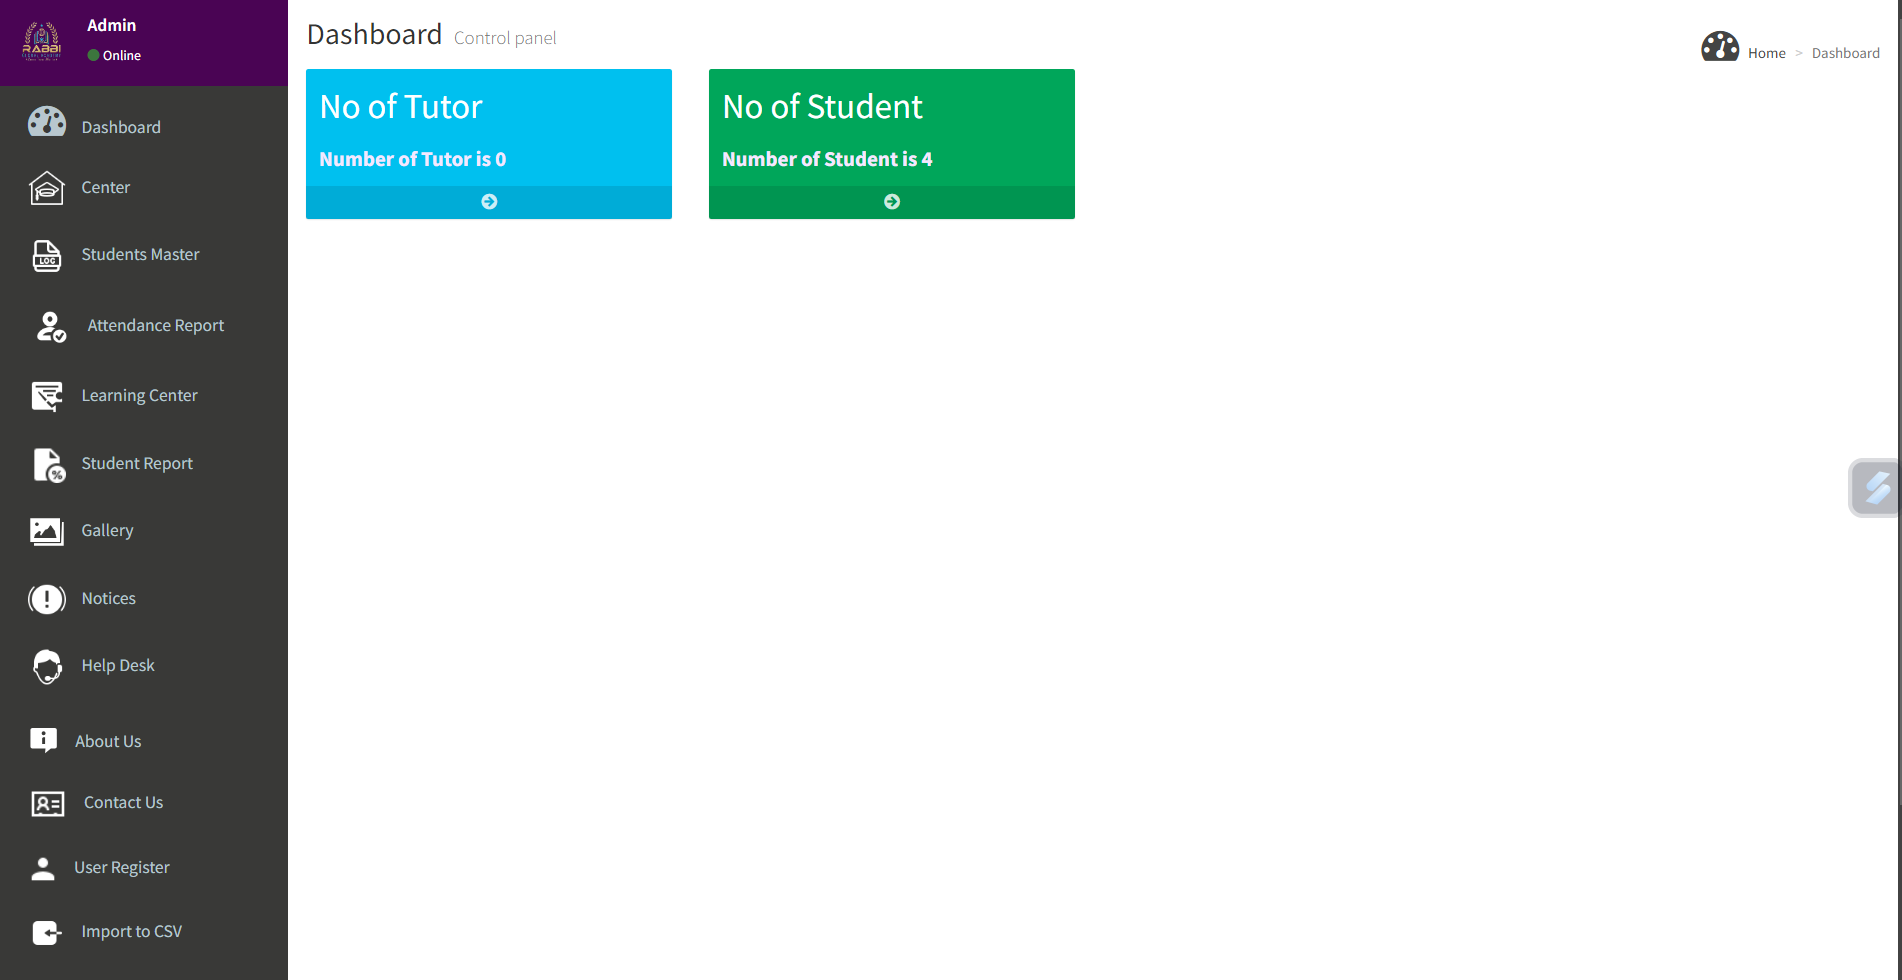 Admin
Online
RABBI
Dashboard
Center
LOG
Students Master
Attendance Report
Learning Center
%
Student Report
Gallery
Notices
Help Desk
About Us
Contact Us
User Register
Import to CSV
Dashboard Control panel
Home > Dashboard
No of Tutor
Number of Tutor is 0
No of Student
Number of Student is 4